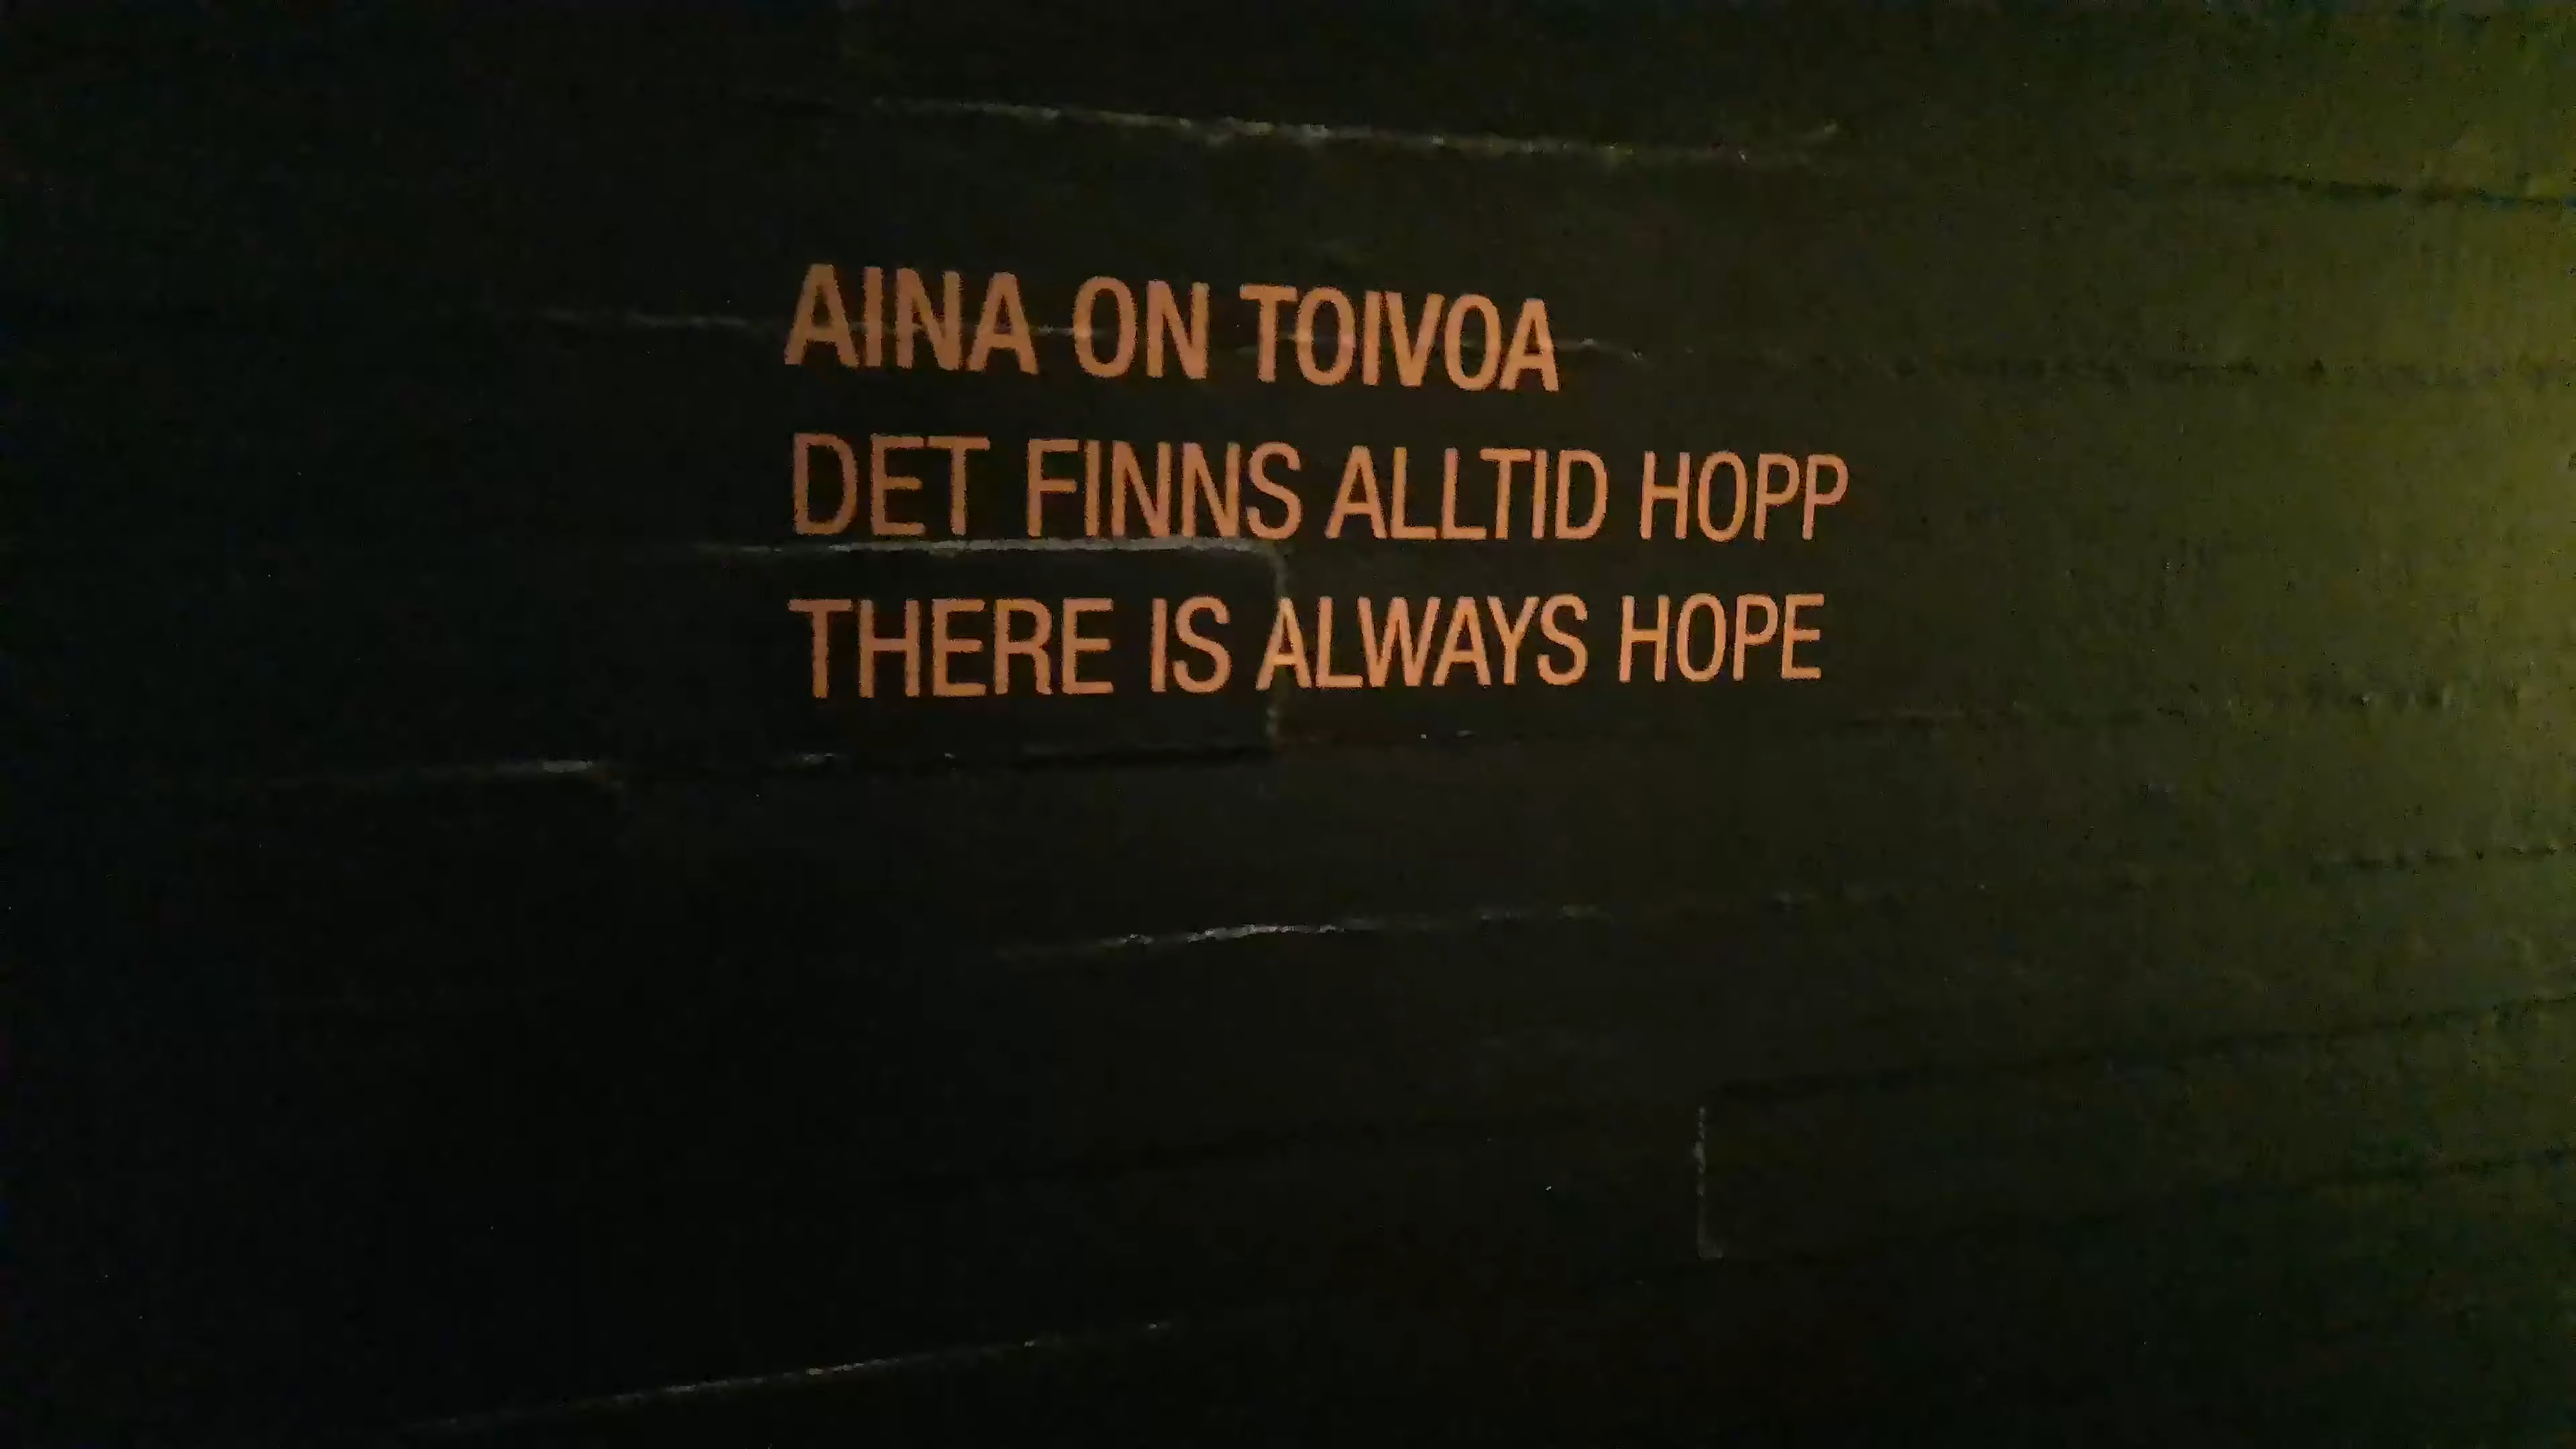 AINA ON TOIVOA
DET FINNS ALLTID HOPP
THERE IS ALWAYS HOPE